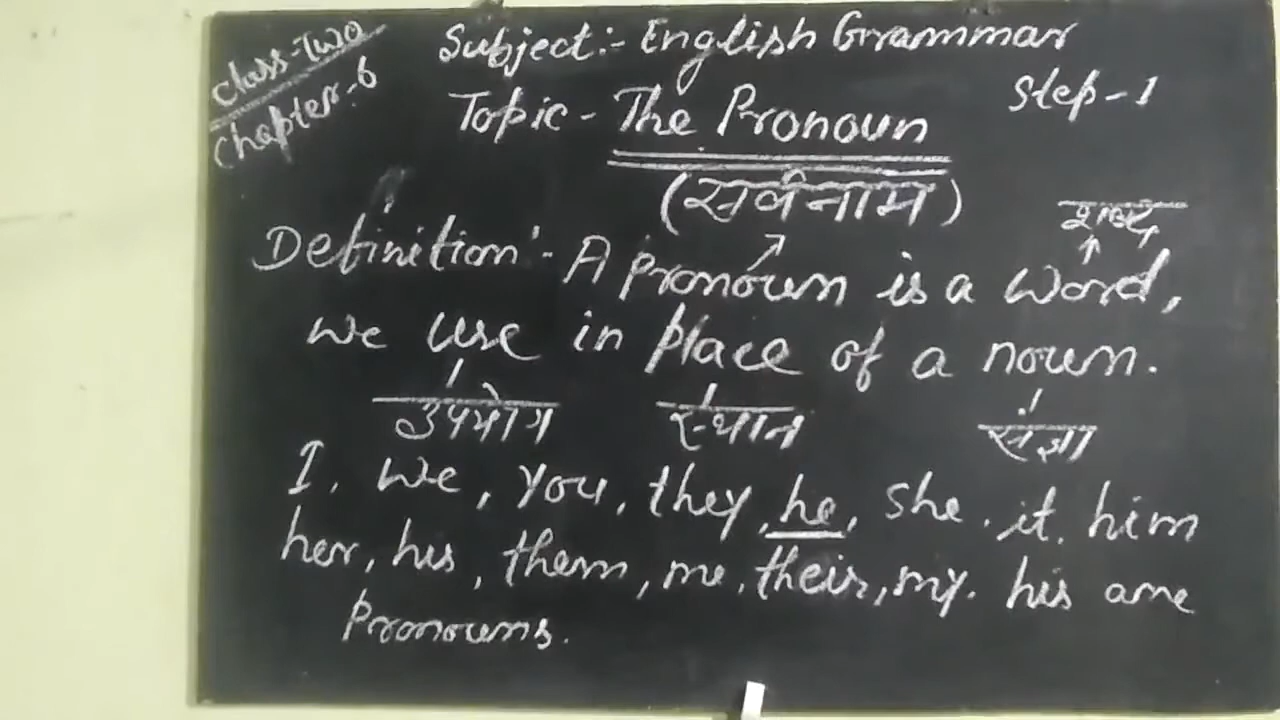 Class-Two
Chapter-6
Subject:- English Grammar
Step-1
Topic- The Pronoun
(सर्वनाम)
शब्द
Definition:- A pronoun is a word,
we use in place of a noun.
उपयोग स्थान संज्ञा
I, we, you, they, he, she, it, him
her, his, them, me, their, my. his are
Pronouns.